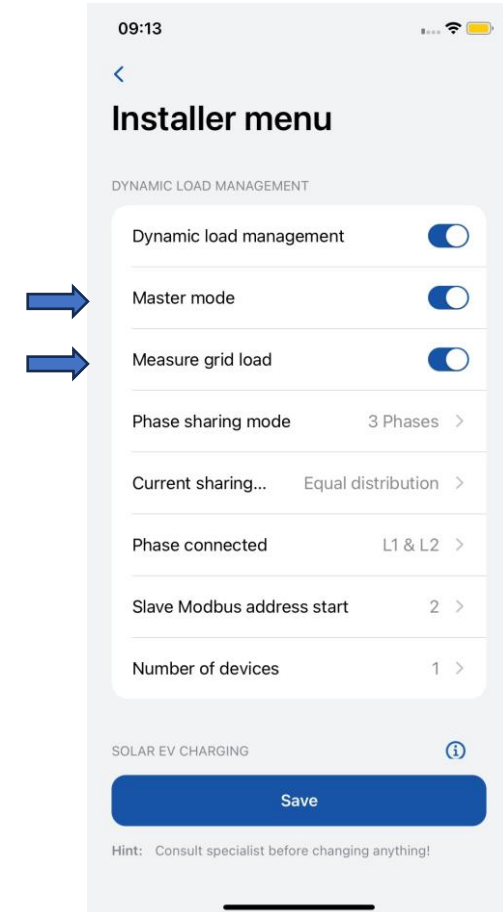 09:13
Installer menu
DYNAMIC LOAD MANAGEMENT
Dynamic load management
Master mode
Measure grid load
Phase sharing mode 3 Phases
Current sharing... Equal distribution
Phase connected L1 & L2
Slave Modbus address start 2
Number of devices 1
SOLAR EV CHARGING
Save
Hint: Consult specialist before changing anything!